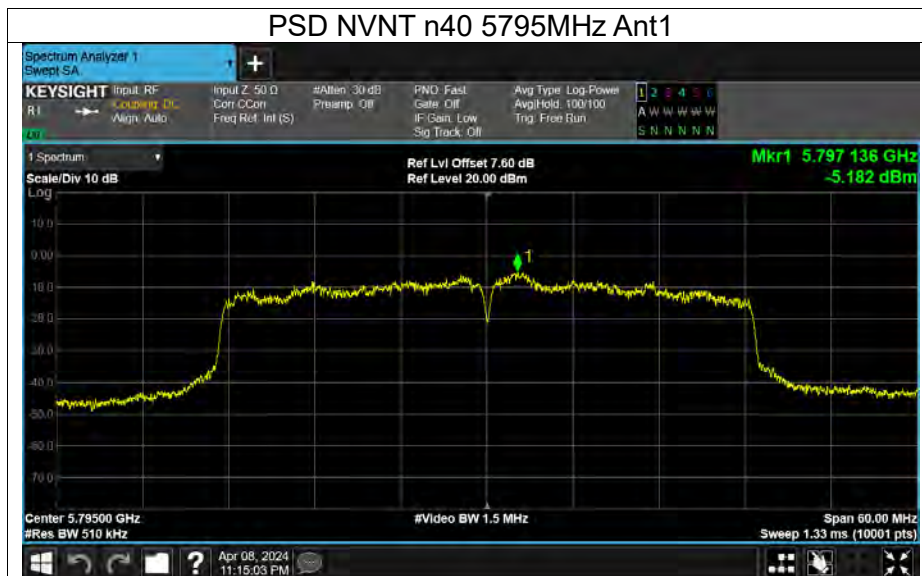 PSD NVNT n40 5795MHz Ant1
Spectrum Analyzer 1
Swept SA
+
KEYSIGHT Input: RF Input Z: 50 Ω #Atten: 30 dB PNO: Fast Avg Type: Log-Power 1 2 3 4 5 6
Coupling: DC Corr CCorr Preamp: Off Gate: Off Avg|Hold: 100/100 A W W W W W
Align: Auto Freq Ref: Int (S) IF Gain: Low Trig: Free Run
Sig Track: Off S N N N N N
1 Spectrum Ref Lvl Offset 7.60 dB Mkr1 5.797 136 GHz
Scale/Div 10 dB Ref Level 20.00 dBm -5.182 dBm
Log
10.0
0.00
1
-10.0
-20.0
-30.0
-40.0
-50.0
-60.0
-70.0
Center 5.79500 GHz #Video BW 1.5 MHz Span 60.00 MHz
#Res BW 510 kHz Sweep 1.33 ms (10001 pts)
? Apr 08, 2024
11:15:03 PM